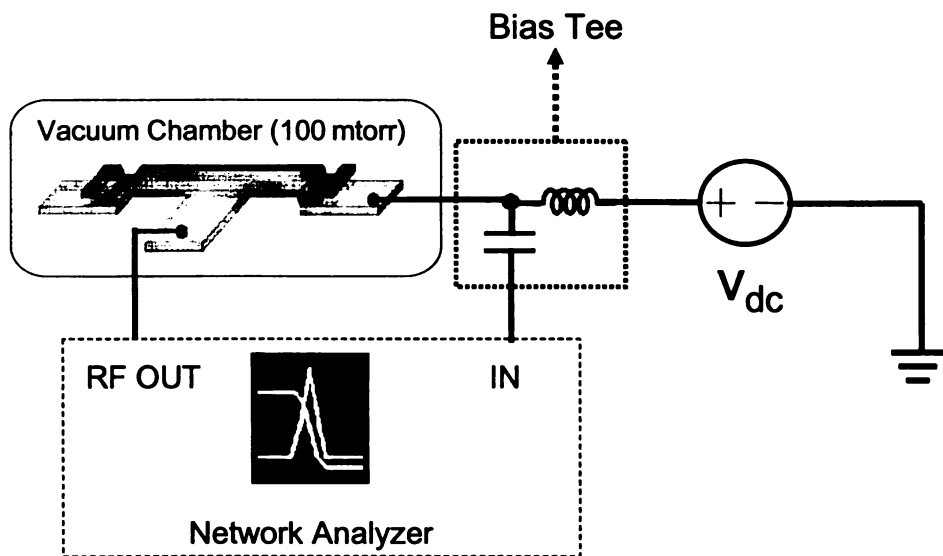 Bias Tee
Vacuum Chamber (100 mtorr)
+ −
Vdc
RF OUT
IN
Network Analyzer